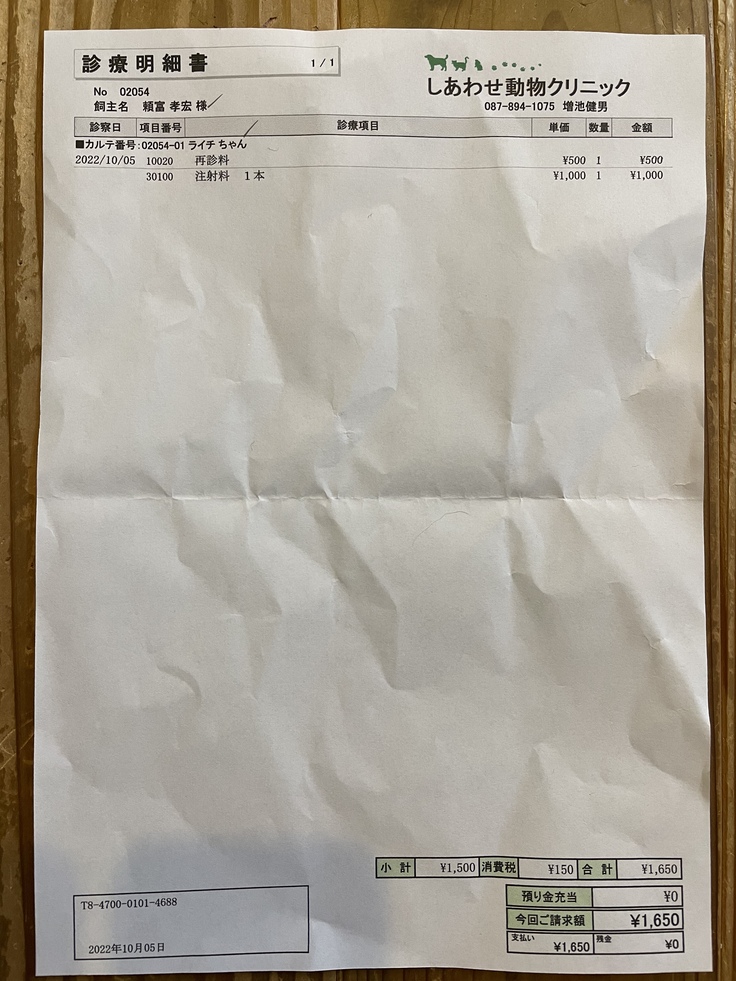 診療明細書 1/1
しあわせ動物クリニック
No 02054
飼主名 頼富 孝宏 様
087-894-1075 増池健男
診察日 項目番号 診療項目 単価 数量 金額
■カルテ番号:02054-01 ライチ ちゃん
2022/10/05 10020 再診料 ¥500 1 ¥500
30100 注射料 1本 ¥1,000 1 ¥1,000
小計 ¥1,500 消費税 ¥150 合計 ¥1,650
預り金充当 ¥0
今回ご請求額 ¥1,650
支払い ¥1,650 残金 ¥0
T8-4700-0101-4688
2022年10月05日